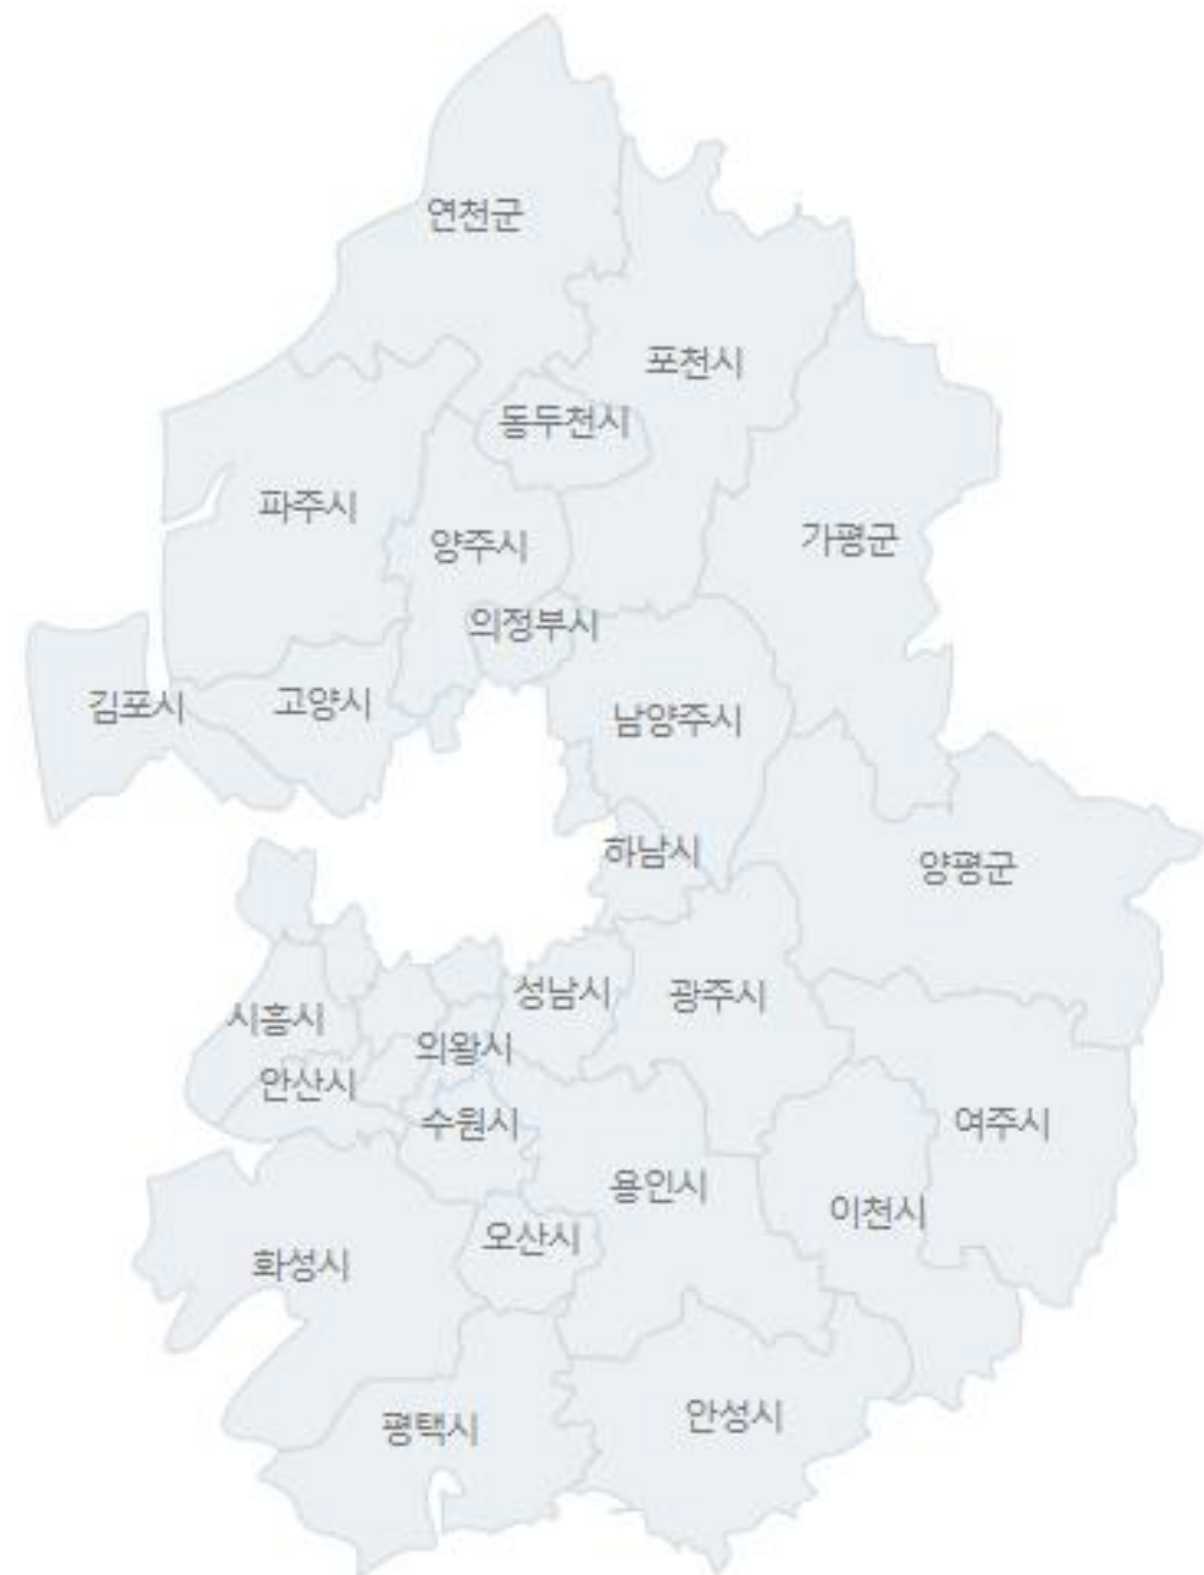 연천군
포천시
동두천시
파주시
양주시
가평군
의정부시
김포시
고양시
남양주시
하남시
양평군
성남시
광주시
시흥시
의왕시
안산시
수원시
여주시
용인시
이천시
오산시
화성시
안성시
평택시